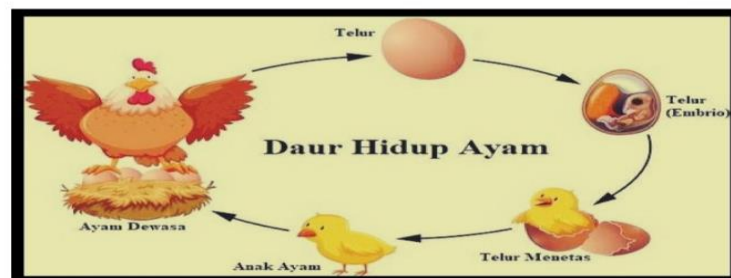 Telur
Telur
(Embrio)
Daur Hidup Ayam
Telur Menetas
Anak Ayam
Ayam Dewasa